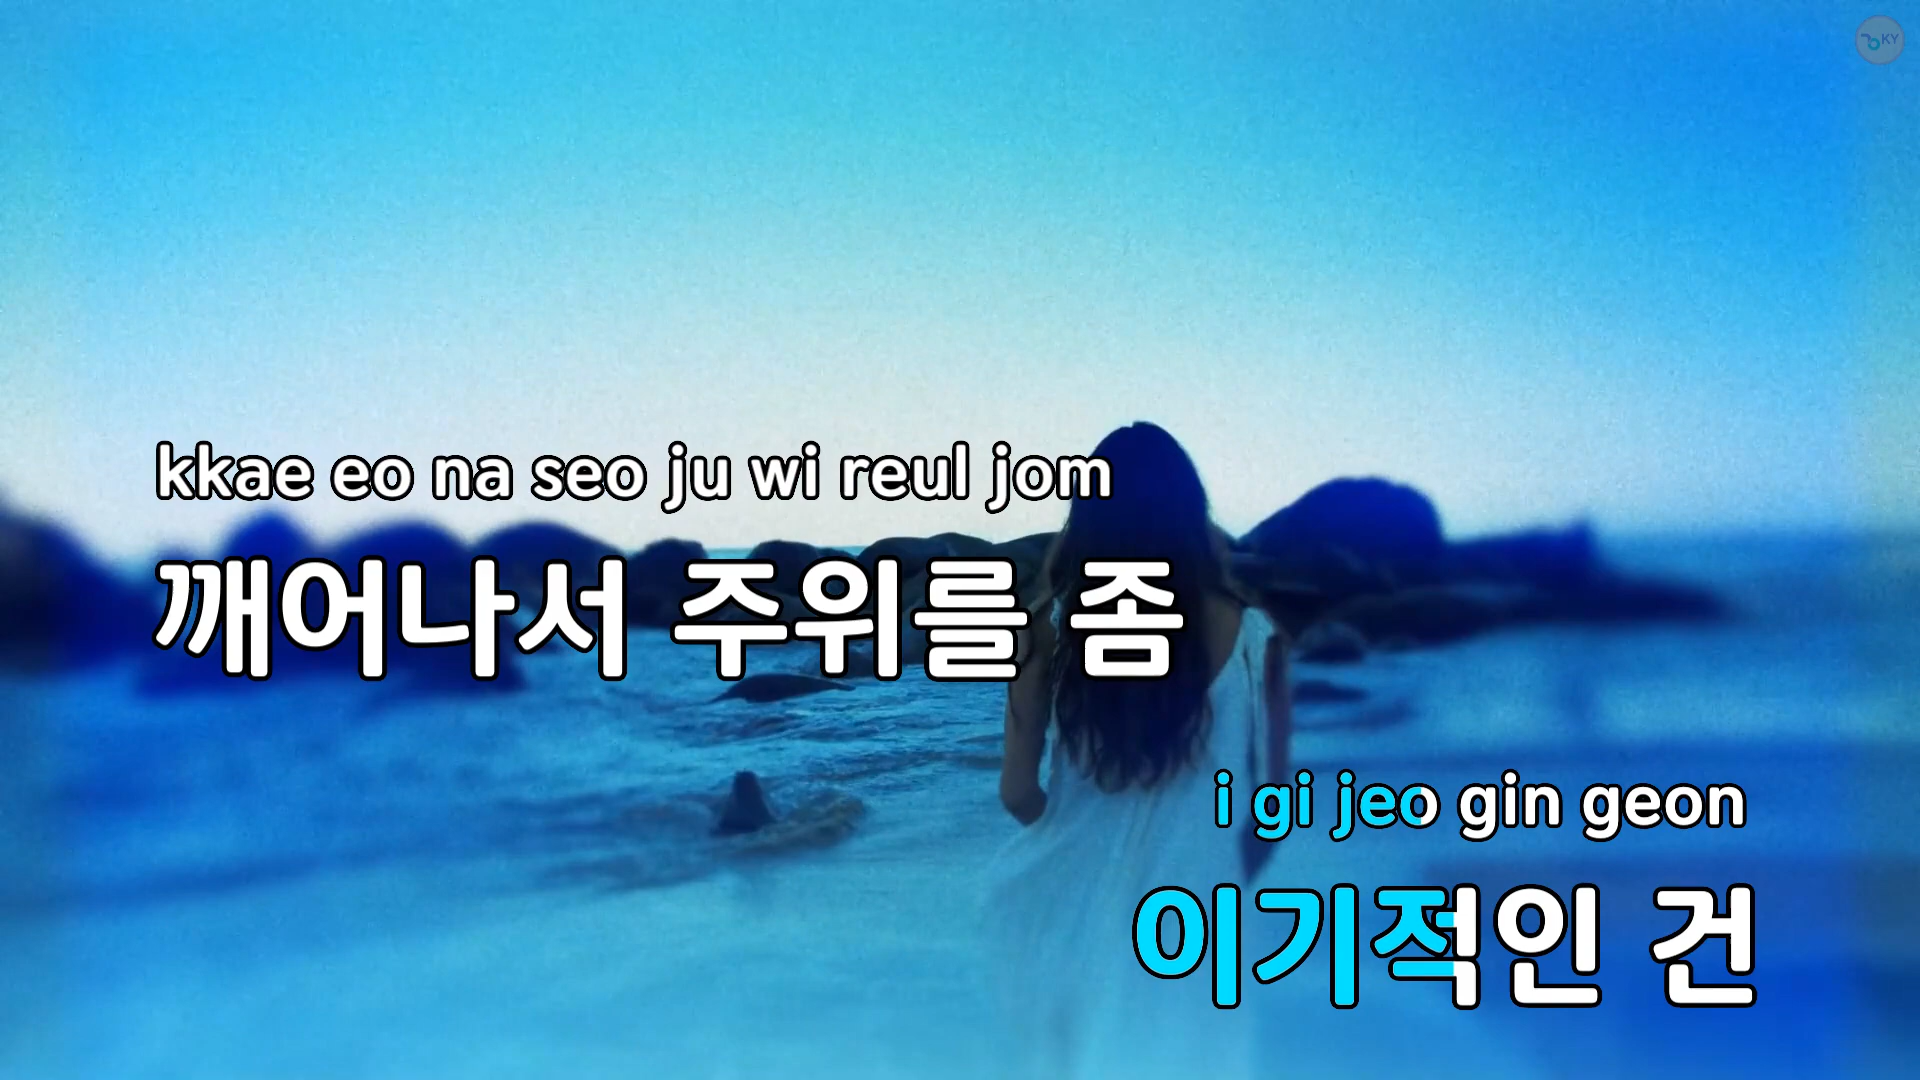 KY
kkae eo na seo ju wi reul jom
깨어나서 주위를 좀
i gi jeo gin geon
이기적인 건